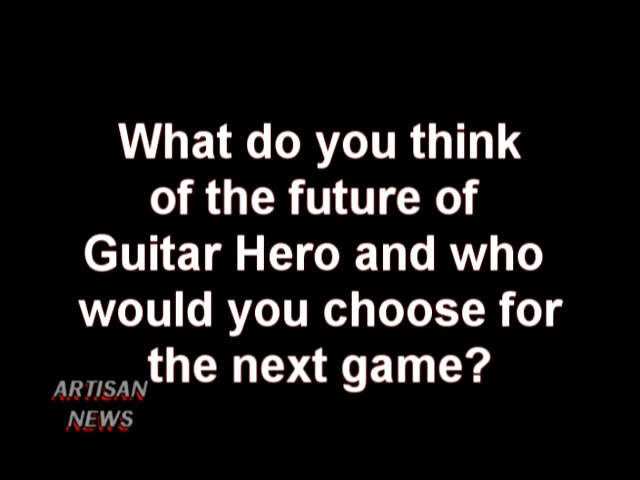 What do you think
of the future of
Guitar Hero and who
would you choose for
the next game?
ARTISAN
NEWS